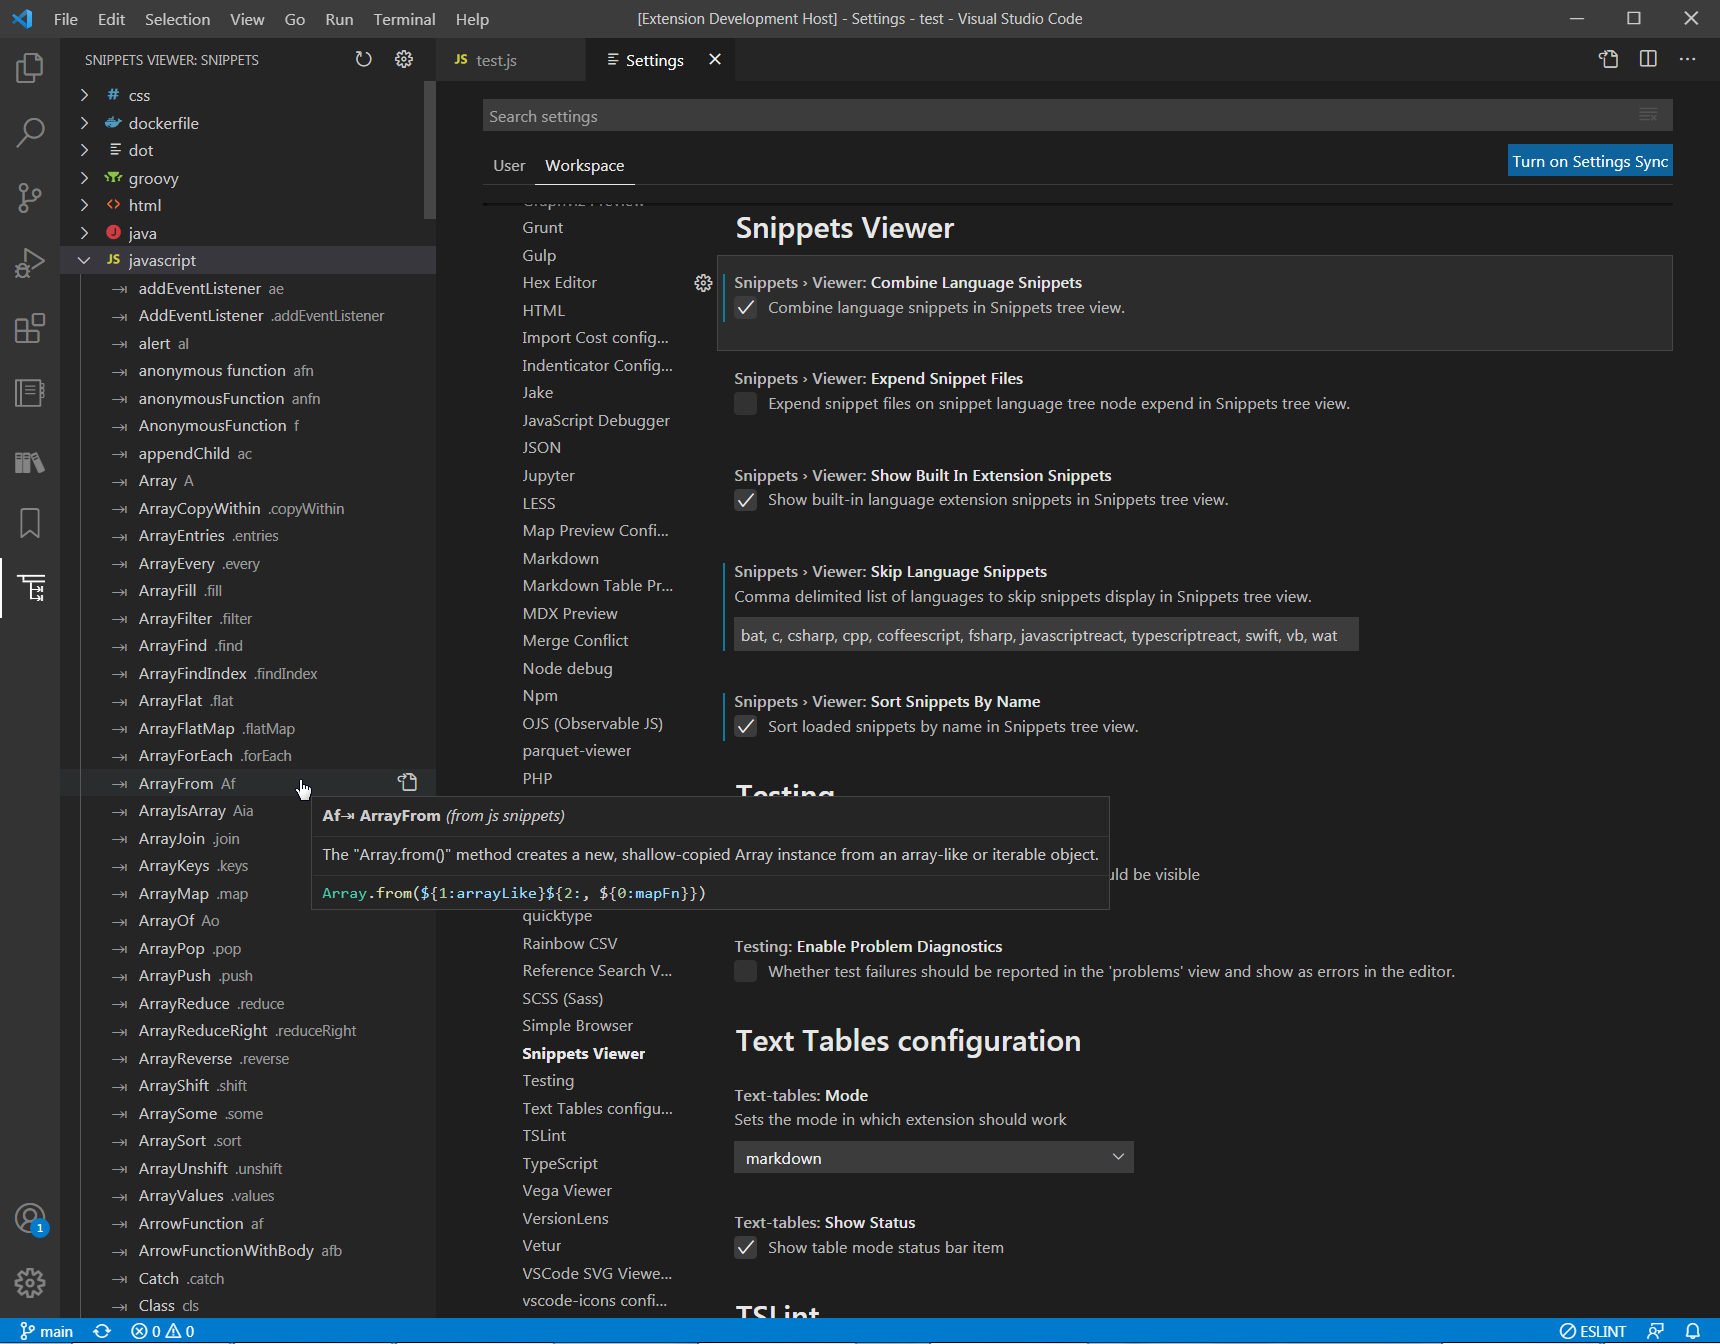 File Edit Selection View Go Run Terminal Help
[Extension Development Host] - Settings - test - Visual Studio Code
SNIPPETS VIEWER: SNIPPETS
# css
dockerfile
dot
groovy
html
J java
JS javascript
addEventListener ae
AddEventListener .addEventListener
alert al
anonymous function afn
anonymousFunction anfn
AnonymousFunction f
appendChild ac
Array A
ArrayCopyWithin .copyWithin
ArrayEntries .entries
ArrayEvery .every
ArrayFill .fill
ArrayFilter .filter
ArrayFind .find
ArrayFindIndex .findIndex
ArrayFlat .flat
ArrayFlatMap .flatMap
ArrayForEach .forEach
ArrayFrom Af
ArrayIsArray Aia
ArrayJoin .join
ArrayKeys .keys
ArrayMap .map
ArrayOf Ao
ArrayPop .pop
ArrayPush .push
ArrayReduce .reduce
ArrayReduceRight .reduceRight
ArrayReverse .reverse
ArrayShift .shift
ArraySome .some
ArraySort .sort
ArrayUnshift .unshift
ArrayValues .values
ArrowFunction af
ArrowFunctionWithBody afb
Catch .catch
Class cls
JS test.js
Settings
Search settings
User Workspace
Turn on Settings Sync
Graphviz Preview
Grunt
Gulp
Hex Editor
HTML
Import Cost config...
Indenticator Config...
Jake
JavaScript Debugger
JSON
Jupyter
LESS
Map Preview Confi...
Markdown
Markdown Table Pr...
MDX Preview
Merge Conflict
Node debug
Npm
OJS (Observable JS)
parquet-viewer
PHP
quicktype
Rainbow CSV
Reference Search V...
SCSS (Sass)
Simple Browser
Snippets Viewer
Testing
Text Tables configu...
TSLint
TypeScript
Vega Viewer
VersionLens
Vetur
VSCode SVG Viewe...
vscode-icons confi...
Snippets Viewer
Snippets › Viewer: Combine Language Snippets
Combine language snippets in Snippets tree view.
Snippets › Viewer: Expend Snippet Files
Expend snippet files on snippet language tree node expend in Snippets tree view.
Snippets › Viewer: Show Built In Extension Snippets
Show built-in language extension snippets in Snippets tree view.
Snippets › Viewer: Skip Language Snippets
Comma delimited list of languages to skip snippets display in Snippets tree view.
bat, c, csharp, cpp, coffeescript, fsharp, javascriptreact, typescriptreact, swift, vb, wat
Snippets › Viewer: Sort Snippets By Name
Sort loaded snippets by name in Snippets tree view.
Testing
Af⇥ ArrayFrom (from js snippets)
The "Array.from()" method creates a new, shallow-copied Array instance from an array-like or iterable object.
Array.from(${1:arrayLike}${2:, ${0:mapFn}})
uld be visible
Testing: Enable Problem Diagnostics
Whether test failures should be reported in the 'problems' view and show as errors in the editor.
Text Tables configuration
Text-tables: Mode
Sets the mode in which extension should work
markdown
Text-tables: Show Status
Show table mode status bar item
TSLint
1
main
0 0
ESLINT